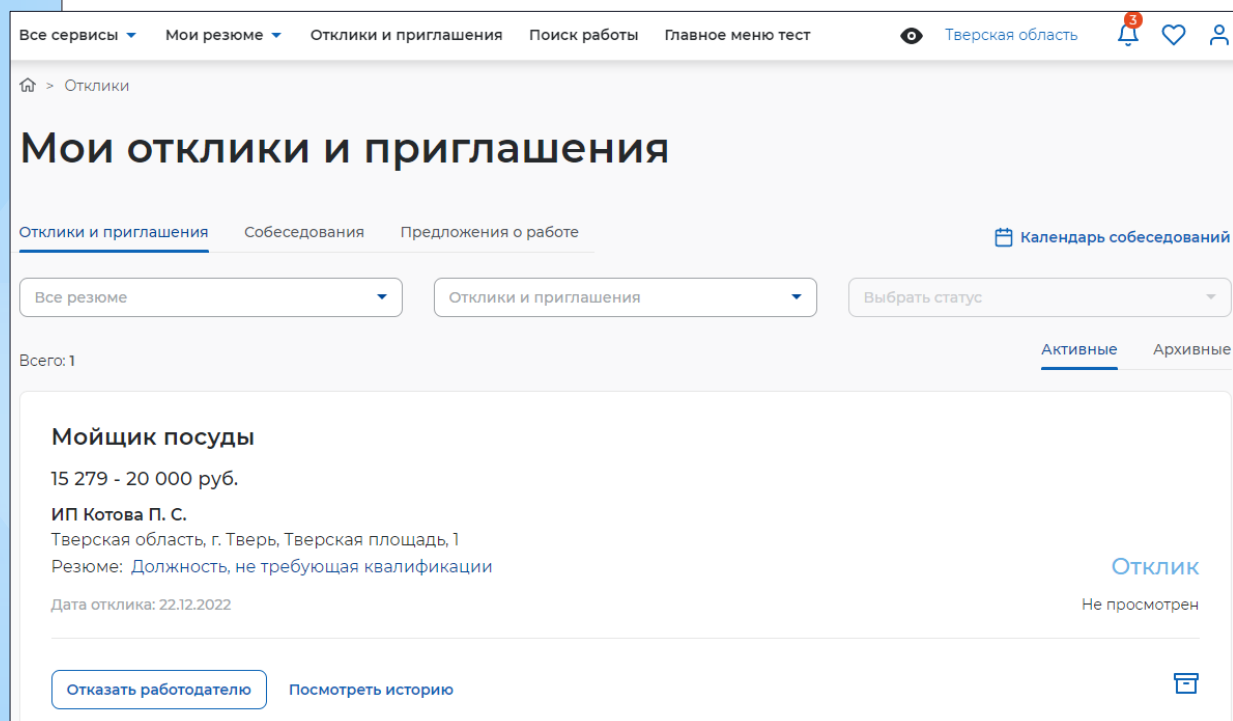 Все сервисы Мои резюме Отклики и приглашения Поиск работы Главное меню тест Тверская область 3
> Отклики
Мои отклики и приглашения
Отклики и приглашения Собеседования Предложения о работе Календарь собеседований
Все резюме Отклики и приглашения Выбрать статус
Всего: 1 Активные Архивные
Мойщик посуды
15 279 - 20 000 руб.
ИП Котова П. С.
Тверская область, г. Тверь, Тверская площадь, 1
Резюме: Должность, не требующая квалификации Отклик
Дата отклика: 22.12.2022 Не просмотрен
Отказать работодателю Посмотреть историю